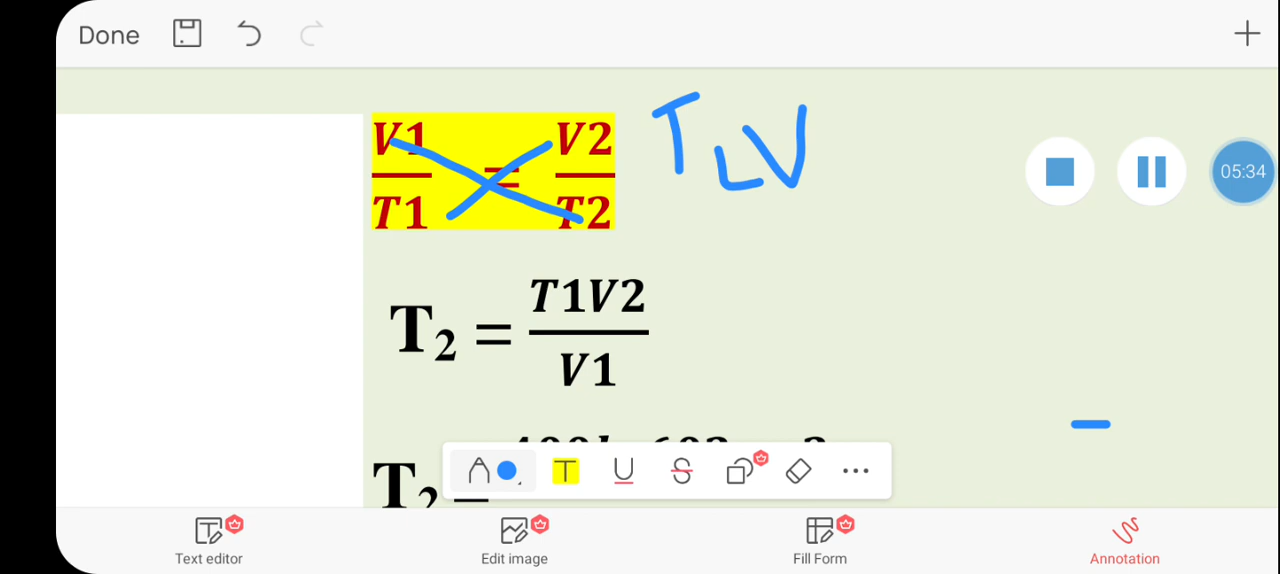 Done
V1 = V2
T1 T2
TLV
05:34
T₂ = T1V2
V1
T₂ =
T U S
Text editor Edit image Fill Form Annotation